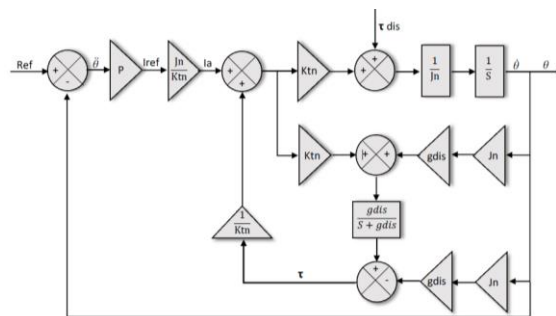 τ dis
Ref
+
-
θ̈
P
Iref
Jn
Ktn
Ia
+
+
Ktn
+
+
1
Jn
1
S
θ̇
θ
Ktn
+
+
gdis
Jn
gdis
S + gdis
1
Ktn
τ
+
-
gdis
Jn